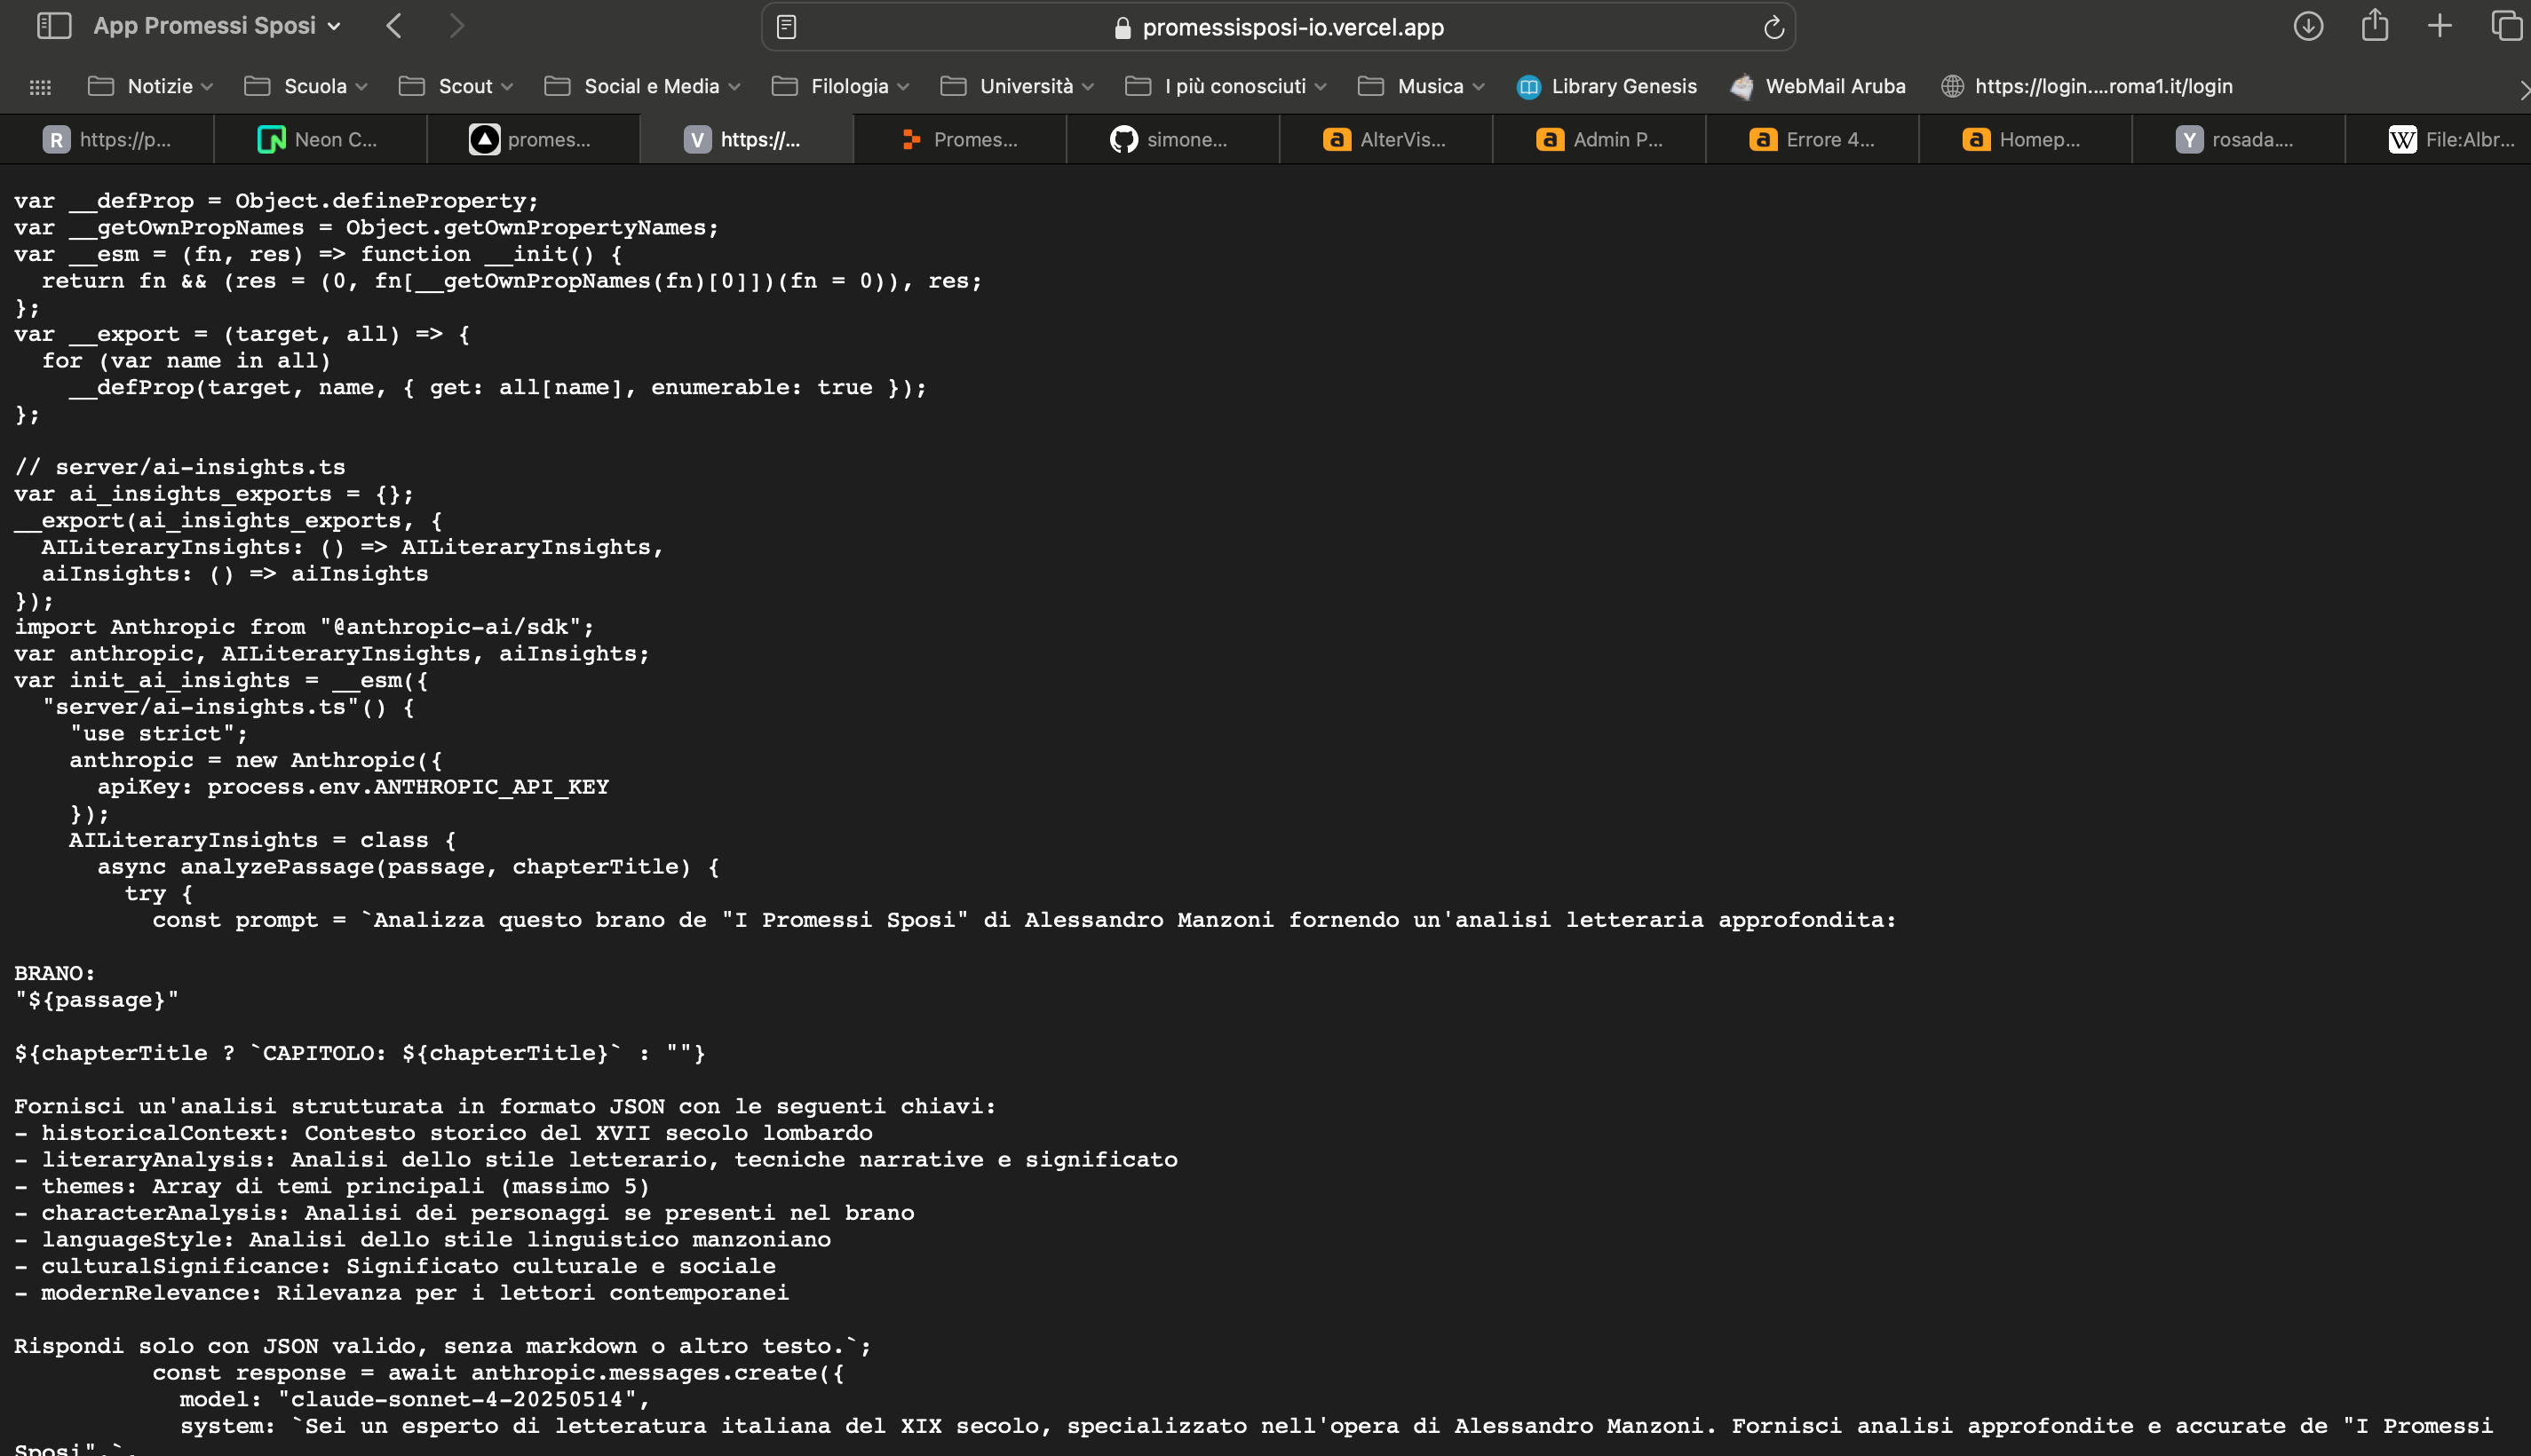 App Promessi Sposi
promessisposi-io.vercel.app
Notizie
Scuola
Scout
Social e Media
Filologia
Università
I più conosciuti
Musica
Library Genesis
WebMail Aruba
https://login....roma1.it/login
R https://p...
Neon C...
promes...
V https://...
Promes...
simone...
a AlterVis...
a Admin P...
a Errore 4...
a Homep...
Y rosada....
W File:Albr...
var __defProp = Object.defineProperty;
var __getOwnPropNames = Object.getOwnPropertyNames;
var __esm = (fn, res) => function __init() {
  return fn && (res = (0, fn[__getOwnPropNames(fn)[0]])(fn = 0)), res;
};
var __export = (target, all) => {
  for (var name in all)
    __defProp(target, name, { get: all[name], enumerable: true });
};
// server/ai-insights.ts
var ai_insights_exports = {};
__export(ai_insights_exports, {
  AILiteraryInsights: () => AILiteraryInsights,
  aiInsights: () => aiInsights
});
import Anthropic from "@anthropic-ai/sdk";
var anthropic, AILiteraryInsights, aiInsights;
var init_ai_insights = __esm({
  "server/ai-insights.ts"() {
    "use strict";
    anthropic = new Anthropic({
      apiKey: process.env.ANTHROPIC_API_KEY
    });
    AILiteraryInsights = class {
      async analyzePassage(passage, chapterTitle) {
        try {
          const prompt = `Analizza questo brano de "I Promessi Sposi" di Alessandro Manzoni fornendo un'analisi letteraria approfondita:
BRANO:
"${passage}"
${chapterTitle ? `CAPITOLO: ${chapterTitle}` : ""}
Fornisci un'analisi strutturata in formato JSON con le seguenti chiavi:
- historicalContext: Contesto storico del XVII secolo lombardo
- literaryAnalysis: Analisi dello stile letterario, tecniche narrative e significato
- themes: Array di temi principali (massimo 5)
- characterAnalysis: Analisi dei personaggi se presenti nel brano
- languageStyle: Analisi dello stile linguistico manzoniano
- culturalSignificance: Significato culturale e sociale
- modernRelevance: Rilevanza per i lettori contemporanei
Rispondi solo con JSON valido, senza markdown o altro testo.`;
          const response = await anthropic.messages.create({
            model: "claude-sonnet-4-20250514",
            system: `Sei un esperto di letteratura italiana del XIX secolo, specializzato nell'opera di Alessandro Manzoni. Fornisci analisi approfondite e accurate de "I Promessi
Sposi".`,